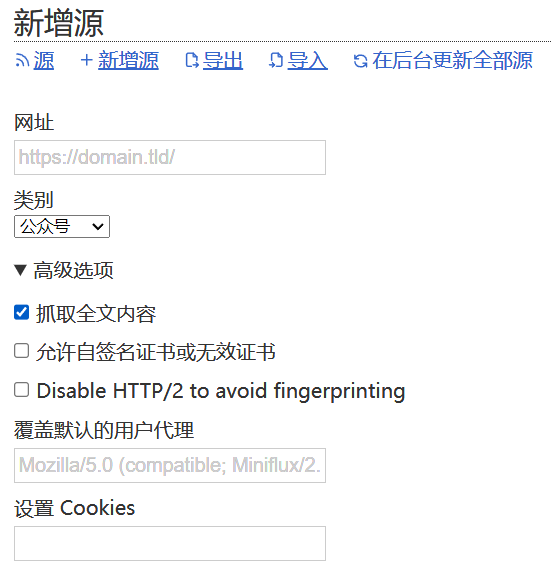 新增源
源 新增源 导出 导入 在后台更新全部源
网址
https://domain.tld/
类别
公众号
高级选项
抓取全文内容
允许自签名证书或无效证书
Disable HTTP/2 to avoid fingerprinting
覆盖默认的用户代理
Mozilla/5.0 (compatible; Miniflux/2.
设置 Cookies